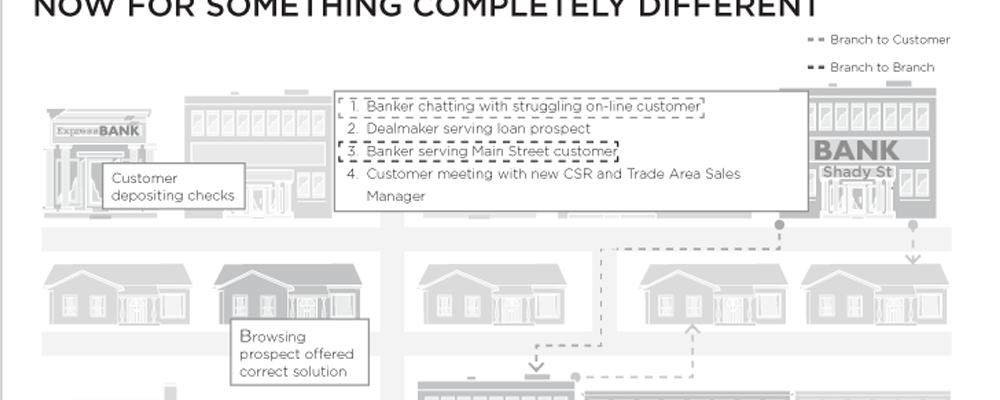 NOW FOR SOMETHING COMPLETELY DIFFERENT
Branch to Customer
Branch to Branch
1. Banker chatting with struggling on-line customer
2. Dealmaker serving loan prospect
3. Banker serving Main Street customer
4. Customer meeting with new CSR and Trade Area Sales
Manager
ExpressBANK
Customer
depositing checks
BANK
Shady St
Browsing
prospect offered
correct solution